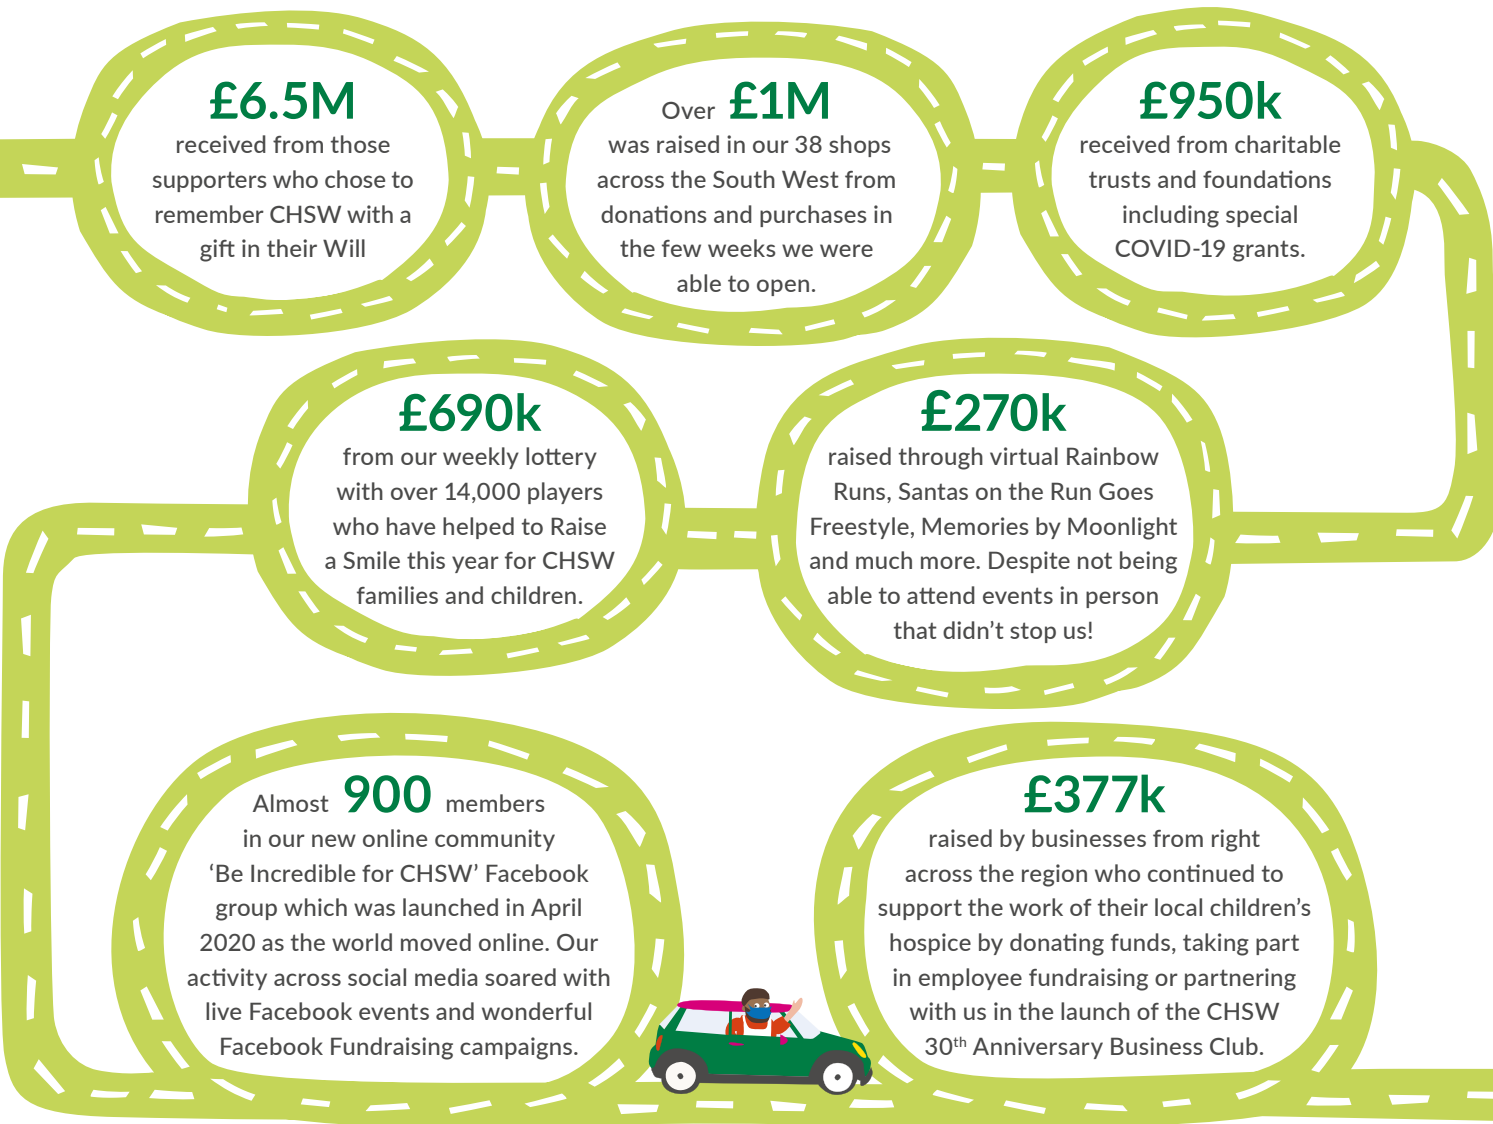 £6.5M
received from those
supporters who chose to
remember CHSW with a
gift in their Will
Over £1M
was raised in our 38 shops
across the South West from
donations and purchases in
the few weeks we were
able to open.
£950k
received from charitable
trusts and foundations
including special
COVID-19 grants.
£690k
from our weekly lottery
with over 14,000 players
who have helped to Raise
a Smile this year for CHSW
families and children.
£270k
raised through virtual Rainbow
Runs, Santas on the Run Goes
Freestyle, Memories by Moonlight
and much more. Despite not being
able to attend events in person
that didn’t stop us!
Almost 900 members
in our new online community
‘Be Incredible for CHSW’ Facebook
group which was launched in April
2020 as the world moved online. Our
activity across social media soared with
live Facebook events and wonderful
Facebook Fundraising campaigns.
£377k
raised by businesses from right
across the region who continued to
support the work of their local children’s
hospice by donating funds, taking part
in employee fundraising or partnering
with us in the launch of the CHSW
30th Anniversary Business Club.